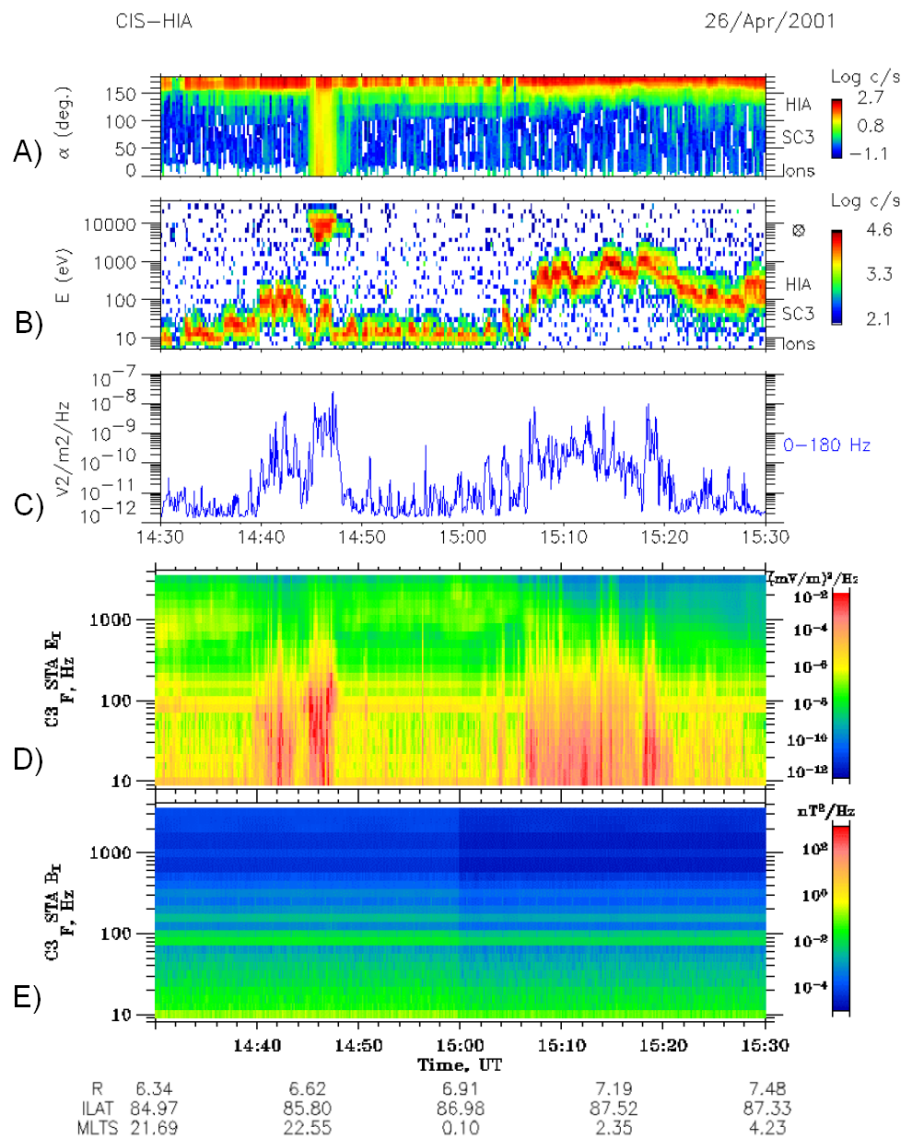 CIS-HIA 26/Apr/2001
A)
α (deg.)
150
100
50
0
HIA
SC3
Ions
Log c/s
2.7
0.8
-1.1
B)
E (eV)
10000
1000
100
10
HIA
SC3
Ions
Log c/s
4.6
3.3
2.1
C)
V2/m2/Hz
10-7
10-8
10-9
10-10
10-11
10-12
0-180 Hz
14:30 14:40 14:50 15:00 15:10 15:20 15:30
D)
C3 STA EI
F, Hz
1000
100
10
(mV/m)²/Hz
10-2
10-4
10-6
10-8
10-10
10-12
E)
C3 STA BI
F, Hz
1000
100
10
nT²/Hz
10²
10⁰
10-2
10-4
14:40 14:50 15:00 15:10 15:20 15:30
Time, UT
R 6.34 6.62 6.91 7.19 7.48
ILAT 84.97 85.80 86.98 87.52 87.33
MLTS 21.69 22.55 0.10 2.35 4.23